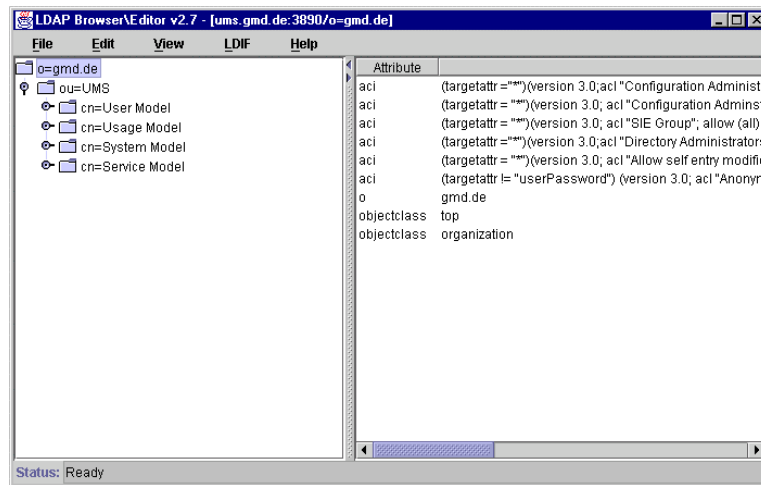 LDAP Browser\Editor v2.7 - [ums.gmd.de:3890/o=gmd.de]
File Edit View LDIF Help
o=gmd.de
ou=UMS
cn=User Model
cn=Usage Model
cn=System Model
cn=Service Model
Attribute
aci (targetattr ="*")(version 3.0;acl "Configuration Administ
aci (targetattr = "*")(version 3.0; acl "Configuration Adminst
aci (targetattr = "*")(version 3.0; acl "SIE Group"; allow (all)
aci (targetattr ="*")(version 3.0;acl "Directory Administrators
aci (targetattr = "*")(version 3.0; acl "Allow self entry modific
aci (targetattr != "userPassword") (version 3.0; acl "Anonyn
o gmd.de
objectclass top
objectclass organization
Status: Ready